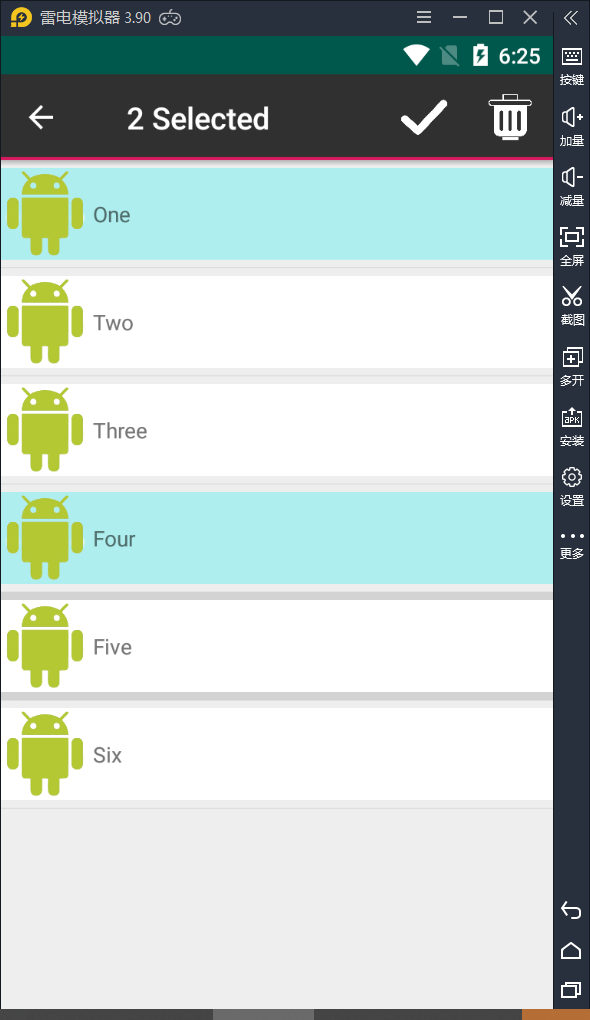 雷电模拟器 3.90
6:25
2 Selected
One
Two
Three
Four
Five
Six
按键
加量
减量
全屏
截图
多开
APK
安装
设置
更多